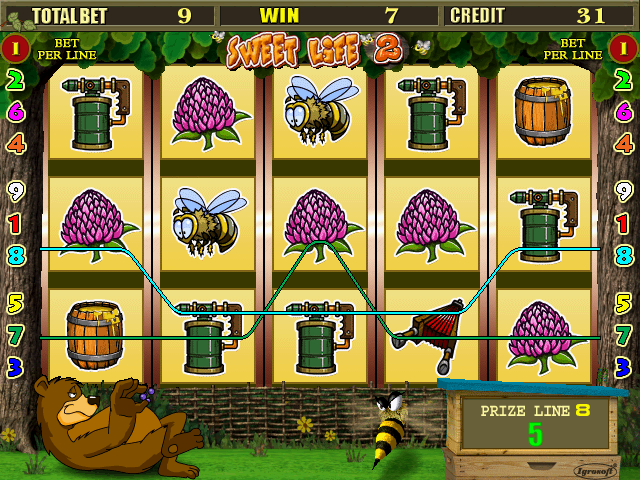 TOTAL BET 9 WIN 7 CREDIT 31
1 BET PER LINE SWEET LIFE 2 BET PER LINE 1
2 2
6 6
4 4
9 9
1 1
8 8
5 5
7 7
3 3
PRIZE LINE 8
5
Igrosoft